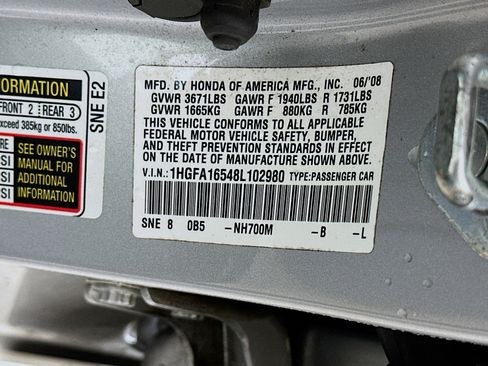 MFD. BY HONDA OF AMERICA MFG., INC. 06/'08
GVWR 3671LBS GAWR F 1940LBS R 1731LBS
GVWR 1665KG GAWR F 880KG R 785KG
THIS VEHICLE CONFORMS TO ALL APPLICABLE
FEDERAL MOTOR VEHICLE SAFETY, BUMPER,
AND THEFT PREVENTION STANDARDS IN EFFECT
ON THE DATE OF MANUFACTURE SHOWN ABOVE.
V.I.N.: 1HGFA16548L102980 TYPE:PASSENGER CAR
SNE 8 0B5 -NH700M -B -L
FORMATION
FRONT 2 REAR 3
exceed 385kg or 850lbs.
SEE OWNER'S
MANUAL FOR
ADDITIONAL
INFORMATION
SNE E2